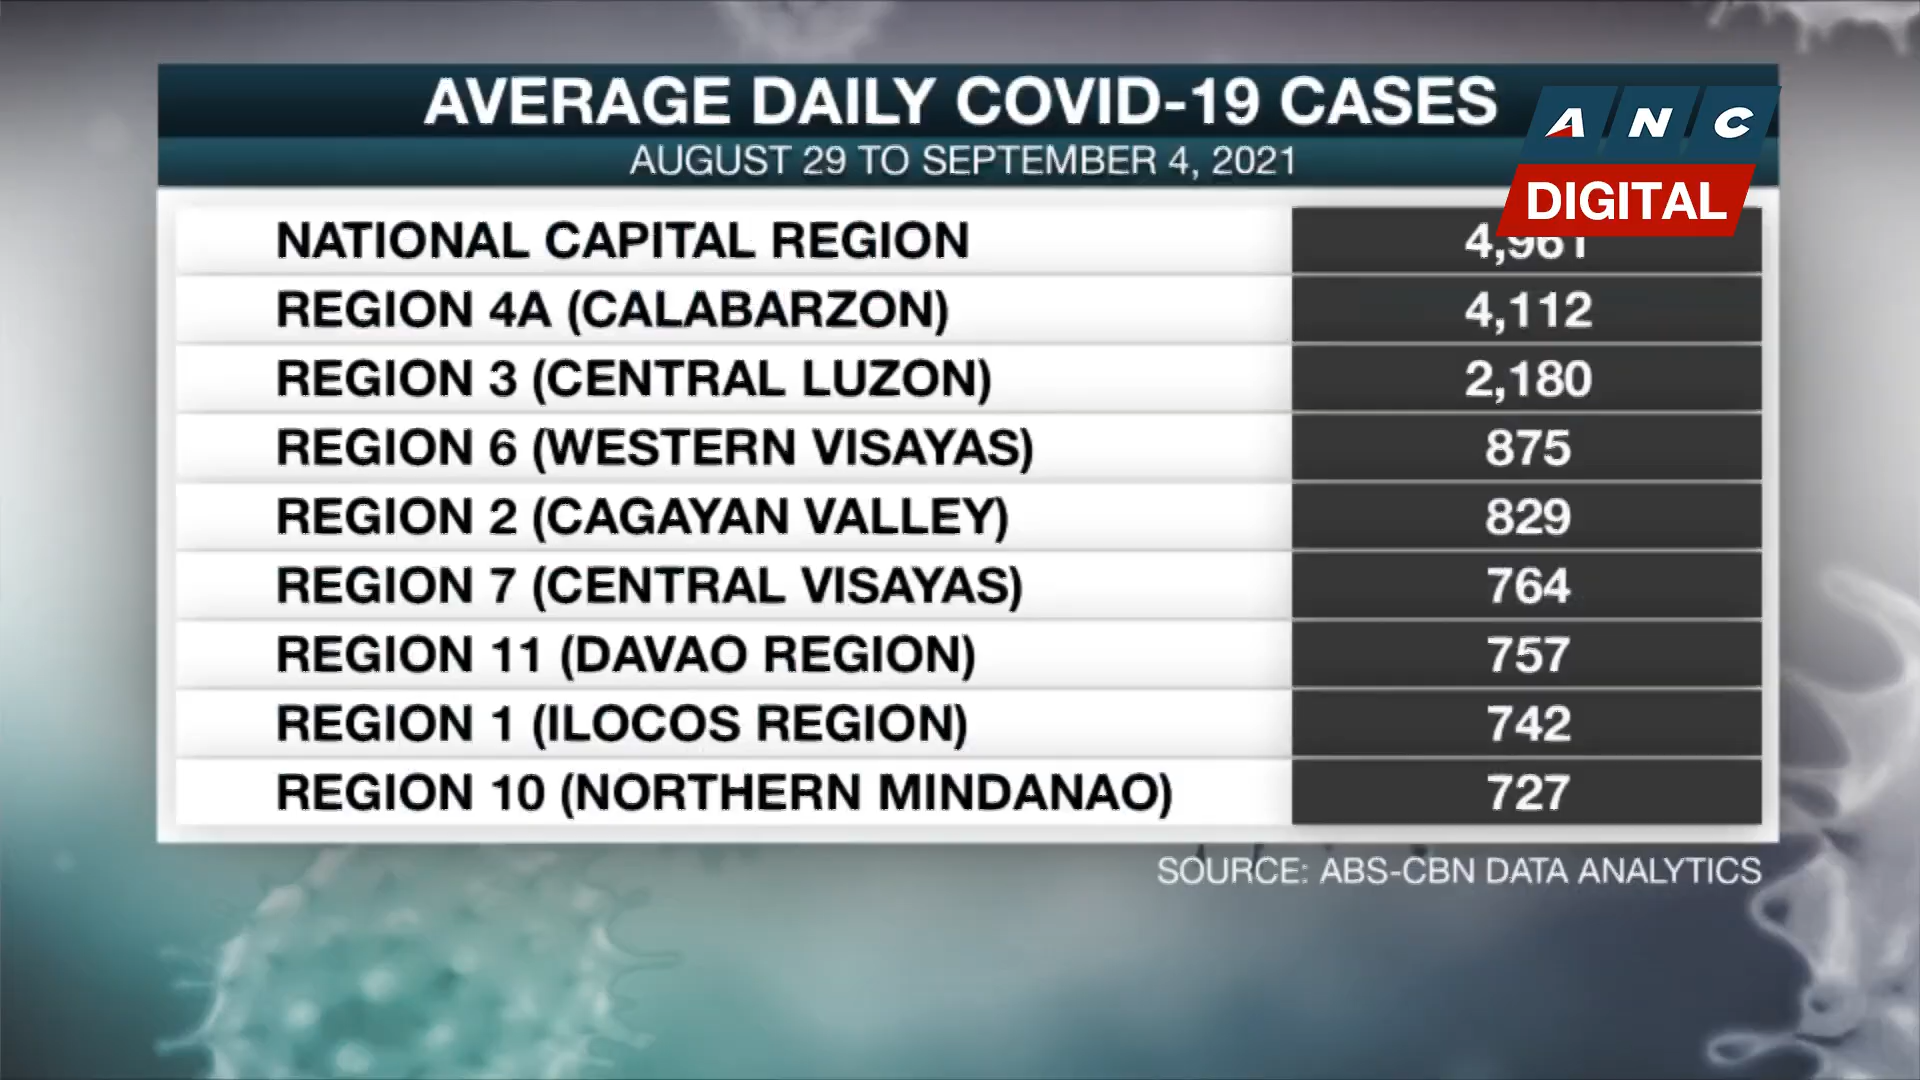 AVERAGE DAILY COVID-19 CASES
AUGUST 29 TO SEPTEMBER 4, 2021
ANC
DIGITAL
NATIONAL CAPITAL REGION 4,961
REGION 4A (CALABARZON) 4,112
REGION 3 (CENTRAL LUZON) 2,180
REGION 6 (WESTERN VISAYAS) 875
REGION 2 (CAGAYAN VALLEY) 829
REGION 7 (CENTRAL VISAYAS) 764
REGION 11 (DAVAO REGION) 757
REGION 1 (ILOCOS REGION) 742
REGION 10 (NORTHERN MINDANAO) 727
SOURCE: ABS-CBN DATA ANALYTICS